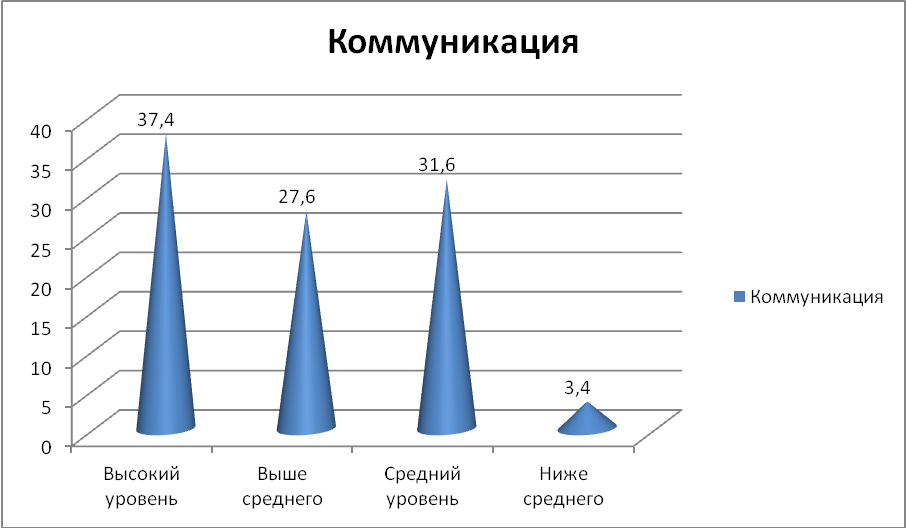 Коммуникация
40
35
30
25
20
15
10
5
0
37,4
27,6
31,6
3,4
Высокий
уровень
Выше
среднего
Средний
уровень
Ниже
среднего
Коммуникация